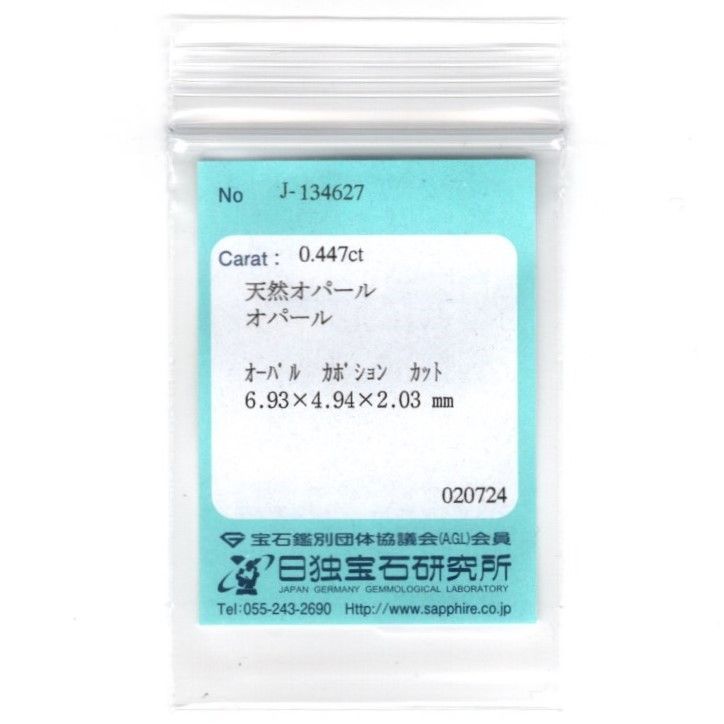 No J-134627
Carat : 0.447ct
天然オパール
オパール
ｵｰﾊﾟﾙ ｶﾎﾞｼｮﾝ ｶｯﾄ
6.93×4.94×2.03 mm
020724
宝石鑑別団体協議会(A.G.L)会員
日独宝石研究所
JAPAN GERMANY GEMMOLOGICAL LABORATORY
Tel:055-243-2690 Http://www.sapphire.co.jp